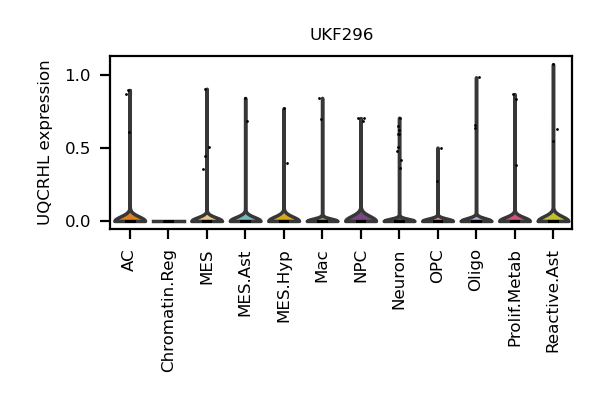 UKF296
UQCRHL expression
1.0
0.5
0.0
AC
Chromatin.Reg
MES
MES.Ast
MES.Hyp
Mac
NPC
Neuron
OPC
Oligo
Prolif.Metab
Reactive.Ast